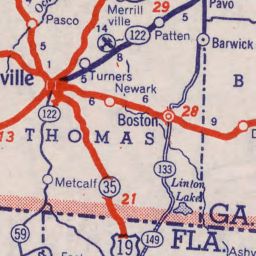 Merrill
ville
29
Pavo
Pasco
14
122
Patten
Barwick
5
5
8
1
Turners
ville
5
Newark
6
B
6
Boston
28
9
122
13
THOMAS
133
Metcalf
35
Linton
Lake
21
GA
59
19
149
FLA.